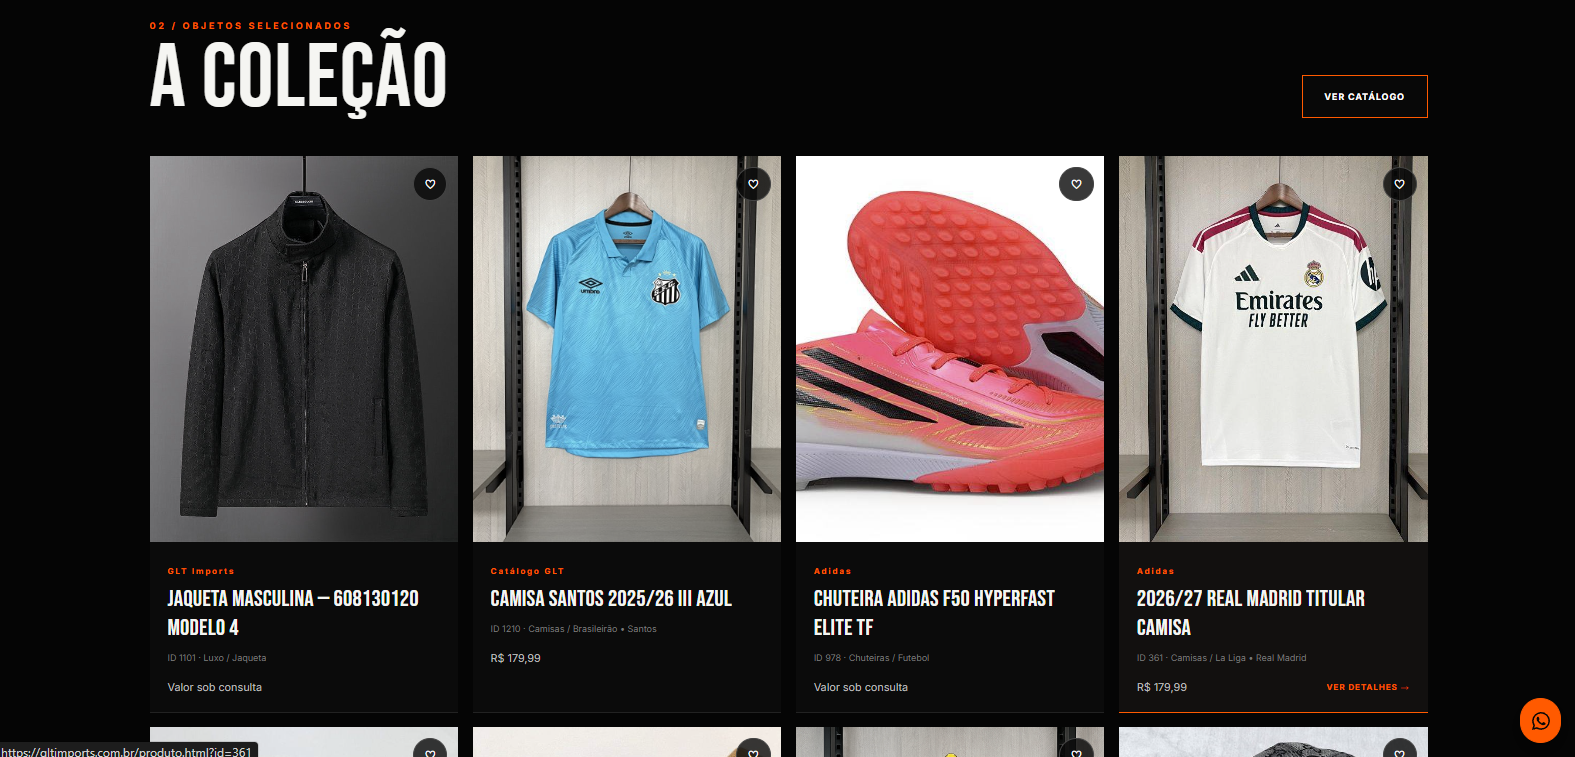 02 / OBJETOS SELECIONADOS
A COLEÇÃO
VER CATÁLOGO
umbro
Emirates
FLY BETTER
GLT Imports
JAQUETA MASCULINA — 608130120
MODELO 4
ID 1101 · Luxo / Jaqueta
Valor sob consulta
Catálogo GLT
CAMISA SANTOS 2025/26 III AZUL
ID 1210 · Camisas / Brasileirão • Santos
R$ 179,99
Adidas
CHUTEIRA ADIDAS F50 HYPERFAST
ELITE TF
ID 978 · Chuteiras / Futebol
Valor sob consulta
Adidas
2026/27 REAL MADRID TITULAR
CAMISA
ID 361 · Camisas / La Liga • Real Madrid
R$ 179,99
VER DETALHES →
https://gltimports.com.br/produto.html?id=361